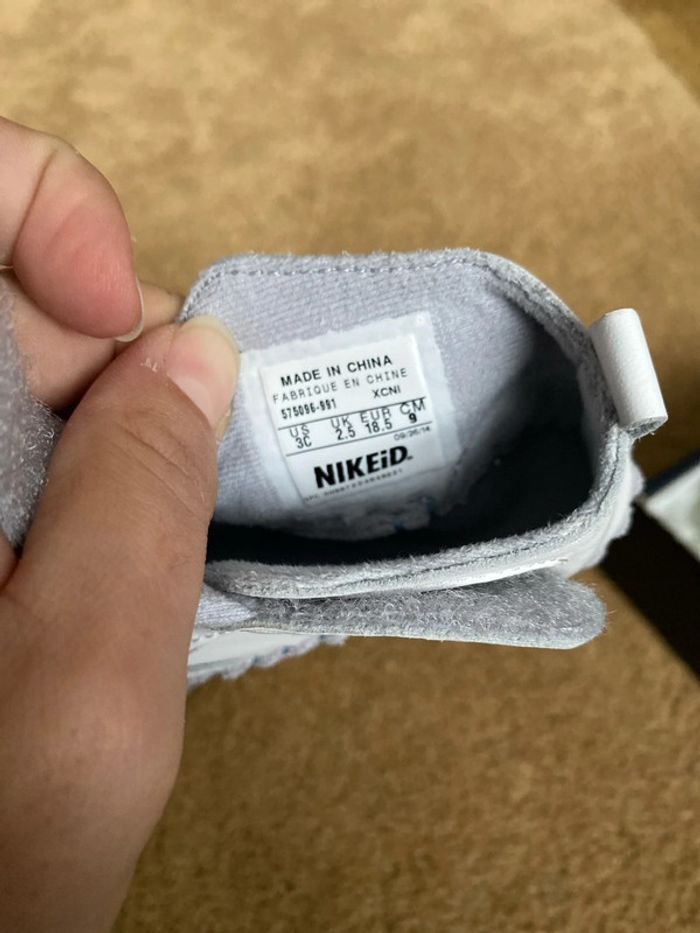 MADE IN CHINA
FABRIQUE EN CHINE
575096-991 XCNI
US UK EUR CM
3C 2.5 18.5 9
09/26/14
NIKEiD™